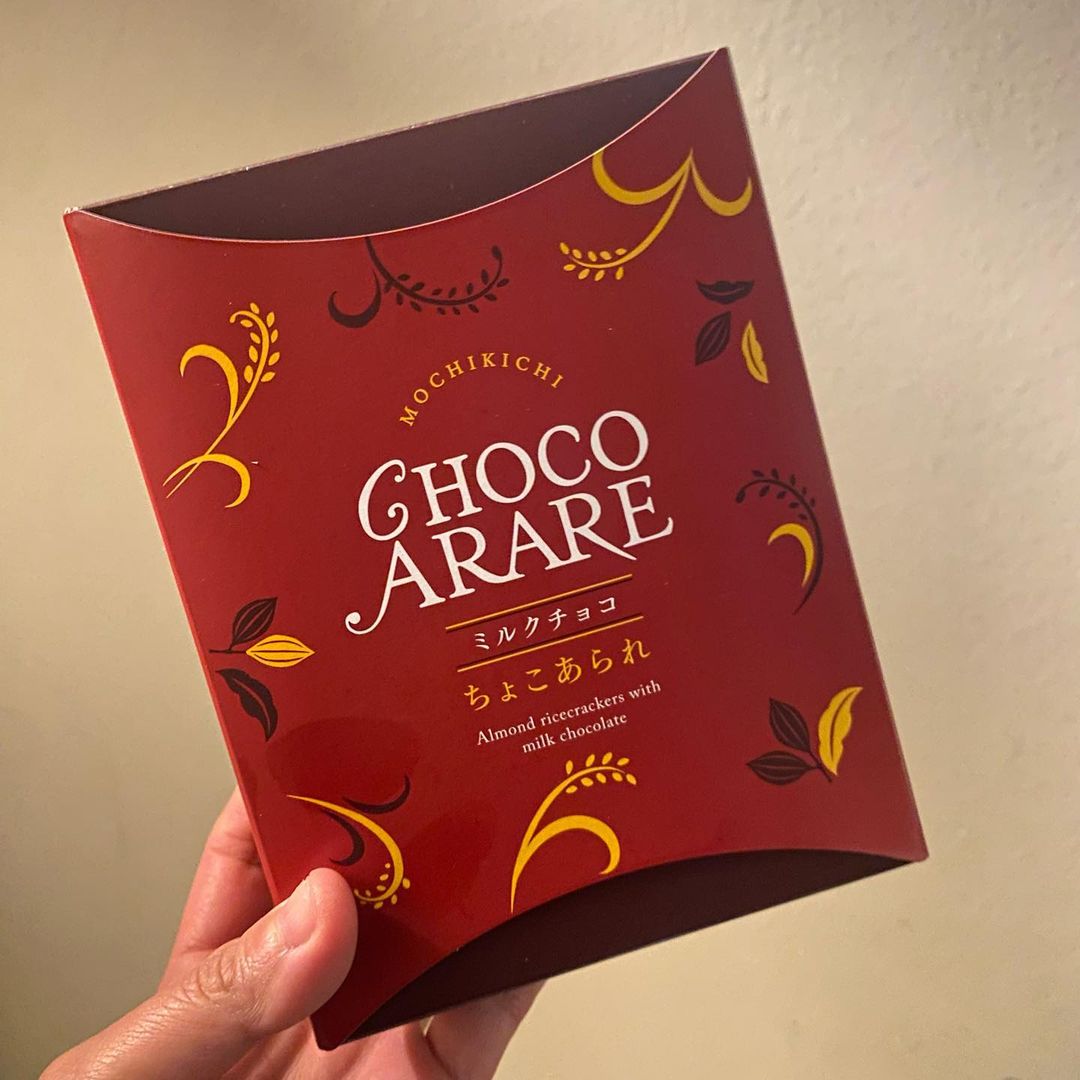 MOCHIKICHI
CHOCO
ARARE
ミルクチョコ
ちょこあられ
Almond ricecrackers with
milk chocolate